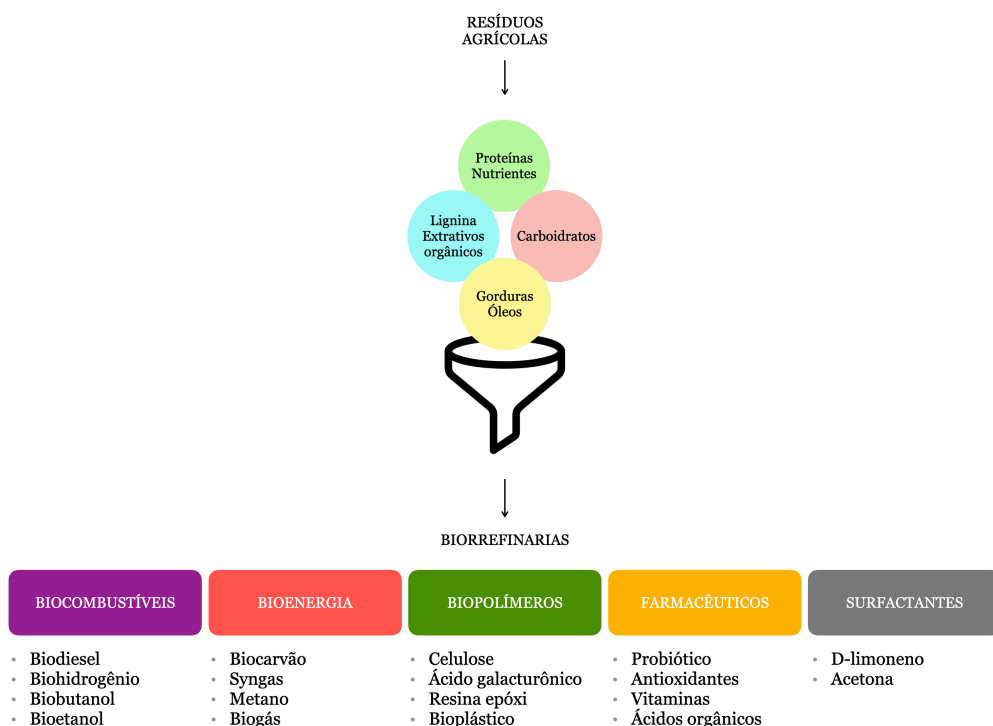 RESÍDUOS
AGRÍCOLAS
Proteínas
Nutrientes
Lignina
Extrativos
orgânicos
Carboidratos
Gorduras
Óleos
BIORREFINARIAS
BIOCOMBUSTÍVEIS
• Biodiesel
• Biohidrogênio
• Biobutanol
• Bioetanol
BIOENERGIA
• Biocarvão
• Syngas
• Metano
• Biogás
BIOPOLÍMEROS
• Celulose
• Ácido galacturônico
• Resina epóxi
• Bioplástico
FARMACÊUTICOS
• Probiótico
• Antioxidantes
• Vitaminas
• Ácidos orgânicos
SURFACTANTES
• D-limoneno
• Acetona